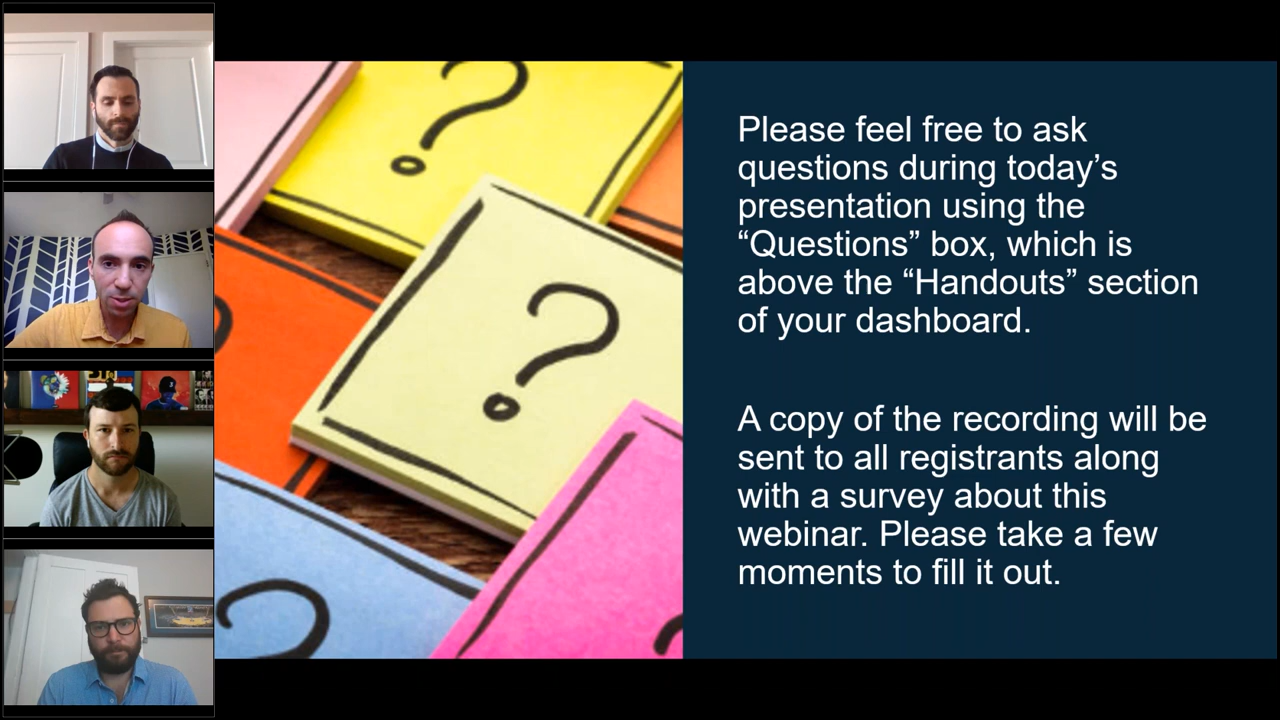 Please feel free to ask
questions during today’s
presentation using the
“Questions” box, which is
above the “Handouts” section
of your dashboard.
A copy of the recording will be
sent to all registrants along
with a survey about this
webinar. Please take a few
moments to fill it out.
?
?
?